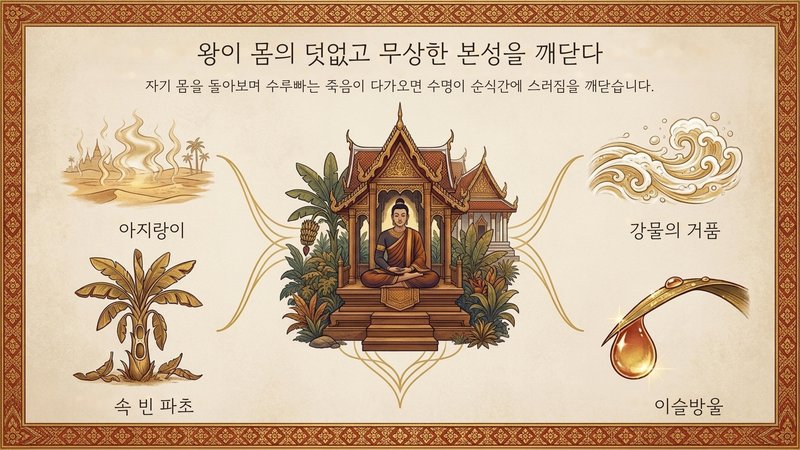 왕이 몸의 덧없고 무상한 본성을 깨닫다
자기 몸을 돌아보며 수루빠는 죽음이 다가오면 수명이 순식간에 스러짐을 깨닫습니다.
아지랑이
강물의 거품
속 빈 파초
이슬방울